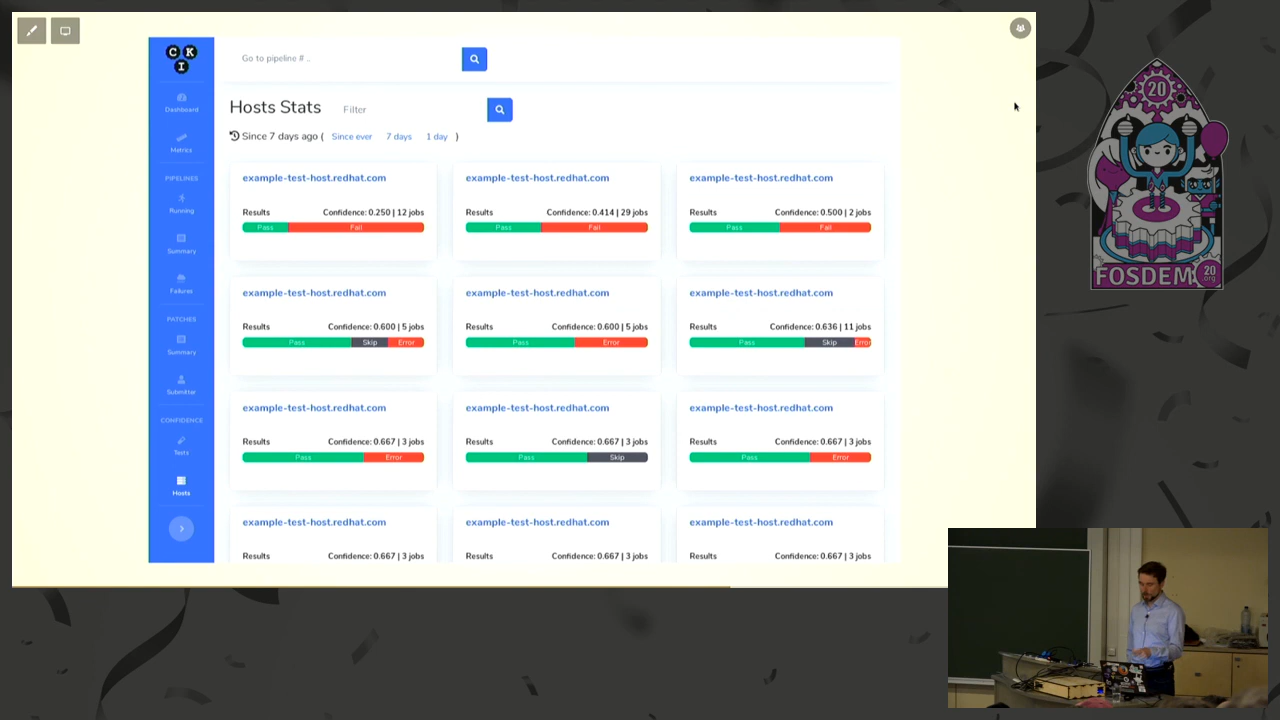 C K I
Go to pipeline # ..
Dashboard
Metrics
PIPELINES
Running
Summary
Failures
PATCHES
Summary
Submitter
CONFIDENCE
Tests
Hosts
Hosts Stats Filter
Since 7 days ago ( Since ever 7 days 1 day )
example-test-host.redhat.com example-test-host.redhat.com example-test-host.redhat.com
Results Confidence: 0.250 | 12 jobs Results Confidence: 0.414 | 29 jobs Results Confidence: 0.500 | 2 jobs
Pass Fail Pass Fail Pass Fail
example-test-host.redhat.com example-test-host.redhat.com example-test-host.redhat.com
Results Confidence: 0.600 | 5 jobs Results Confidence: 0.600 | 5 jobs Results Confidence: 0.636 | 11 jobs
Pass Skip Error Pass Error Pass Skip Error
example-test-host.redhat.com example-test-host.redhat.com example-test-host.redhat.com
Results Confidence: 0.667 | 3 jobs Results Confidence: 0.667 | 3 jobs Results Confidence: 0.667 | 3 jobs
Pass Error Pass Skip Pass Error
example-test-host.redhat.com example-test-host.redhat.com example-test-host.redhat.com
Results Confidence: 0.667 | 3 jobs Results Confidence: 0.667 | 3 jobs Results Confidence: 0.667 | 3 jobs
20
FOSDEM 20
.org